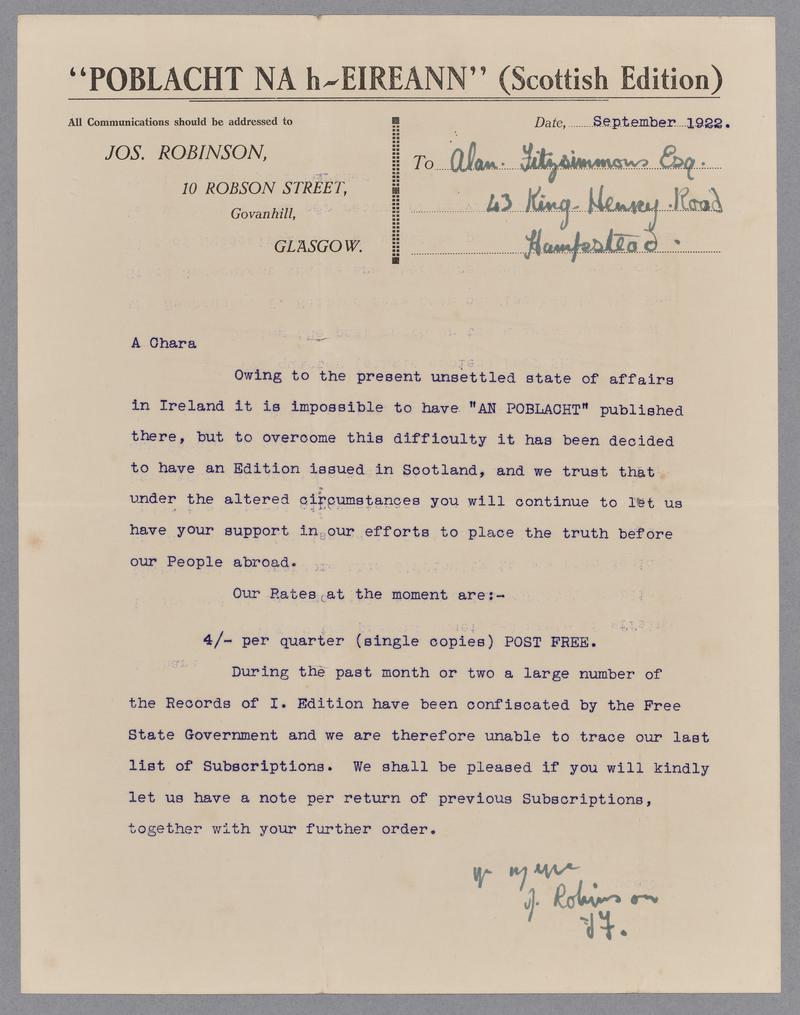 "POBLACHT NA h-EIREANN" (Scottish Edition)
All Communications should be addressed to
JOS. ROBINSON,
10 ROBSON STREET,
Govanhill,
GLASGOW.
Date, September 1922.
To Alan. Fitzsimmons Esq.
43 King Henrey Road
Hampstead.
A Chara
Owing to the present unsettled state of affairs
in Ireland it is impossible to have "AN POBLACHT" published
there, but to overcome this difficulty it has been decided
to have an Edition issued in Scotland, and we trust that
under the altered circumstances you will continue to let us
have your support in our efforts to place the truth before
our People abroad.
Our Rates at the moment are:-
4/- per quarter (single copies) POST FREE.
During the past month or two a large number of
the Records of I. Edition have been confiscated by the Free
State Government and we are therefore unable to trace our last
list of Subscriptions. We shall be pleased if you will kindly
let us have a note per return of previous Subscriptions,
together with your further order.
J. Robinson